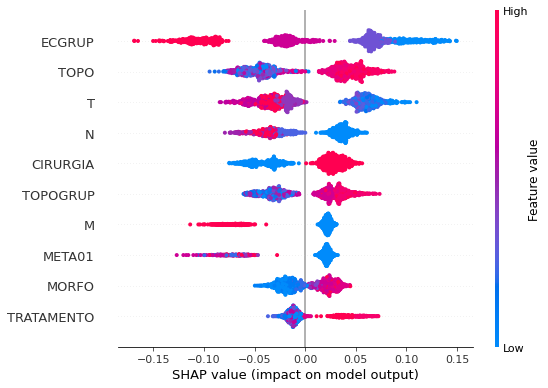 High
ECGRUP
TOPO
T
N
CIRURGIA
TOPOGRUP
M
META01
MORFO
TRATAMENTO
Feature value
Low
−0.15 −0.10 −0.05 0.00 0.05 0.10 0.15
SHAP value (impact on model output)